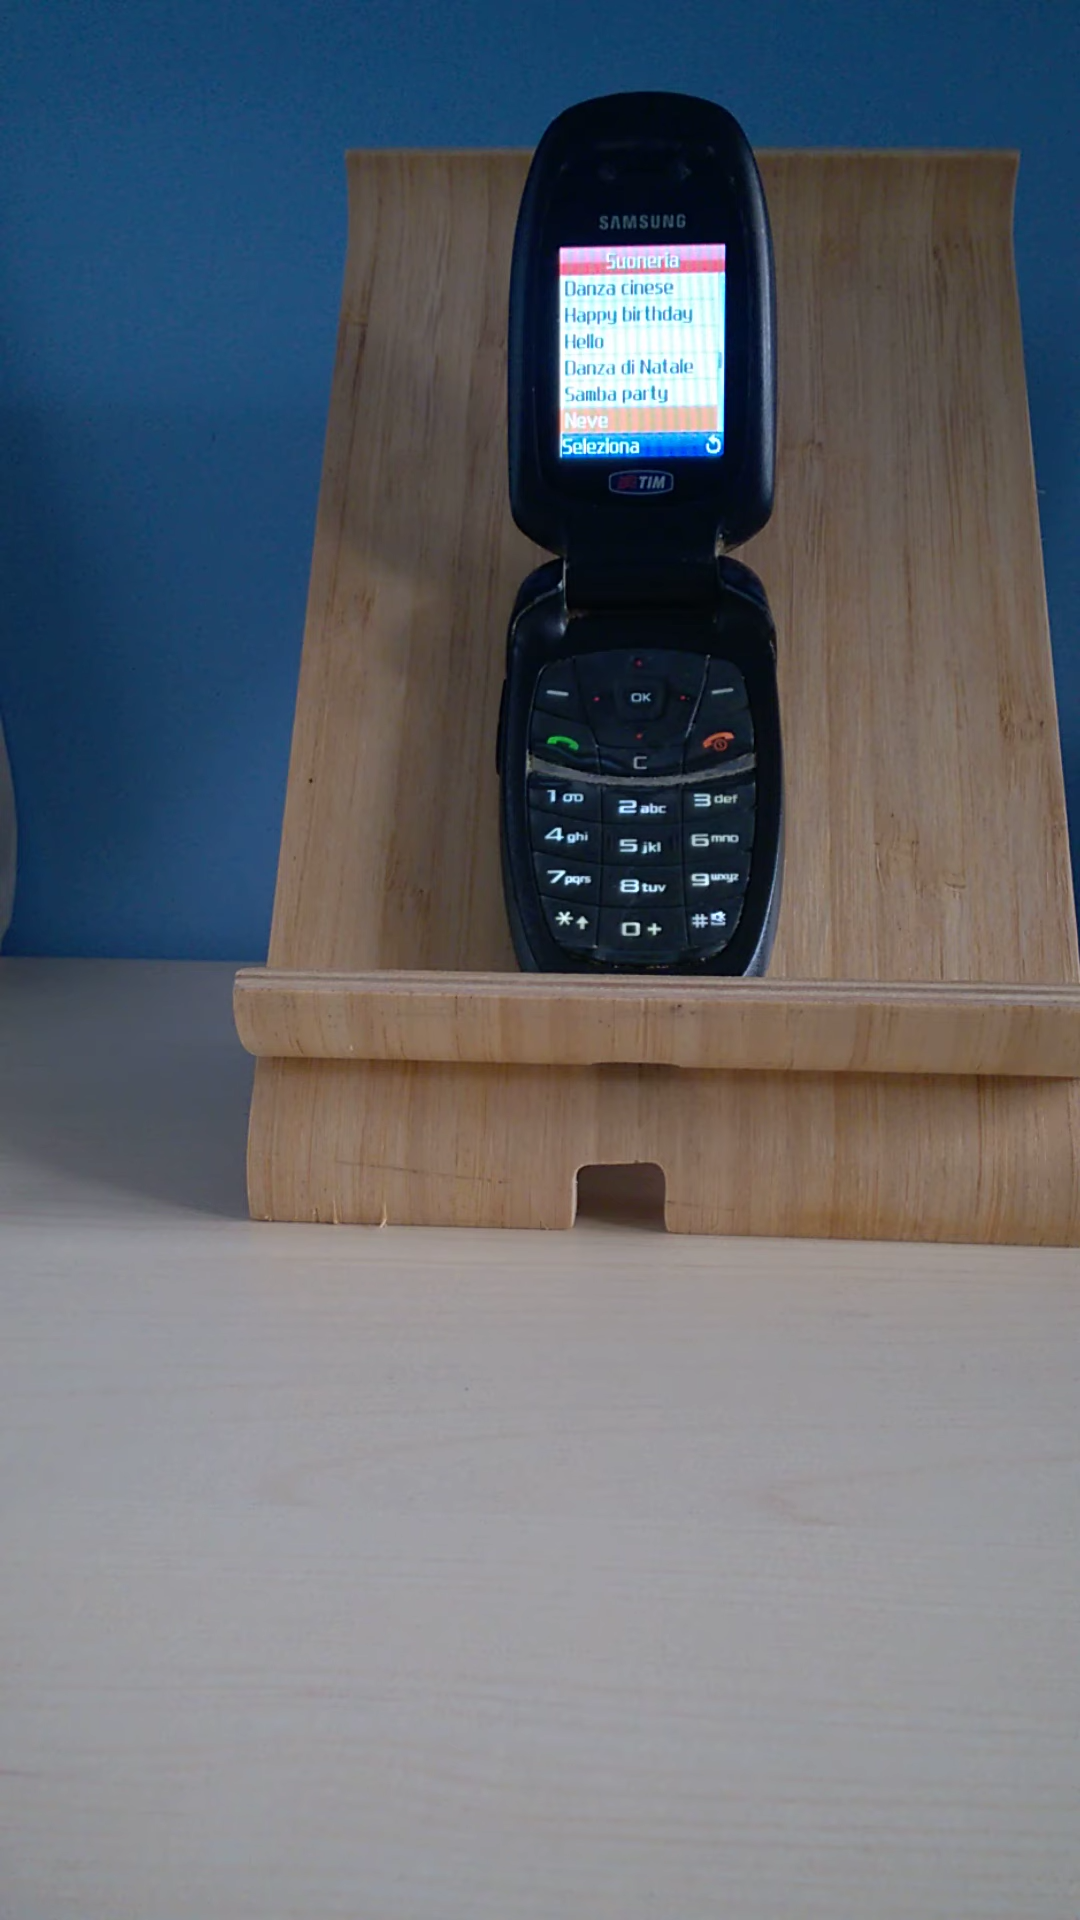 SAMSUNG
Suoneria
Danza cinese
Happy birthday
Hello
Danza di Natale
Samba party
Neve
Seleziona
TIM
OK
C
1
2 abc
3 def
4 ghi
5 jkl
6 mno
7 pqrs
8 tuv
9 wxyz
*
0 +
#